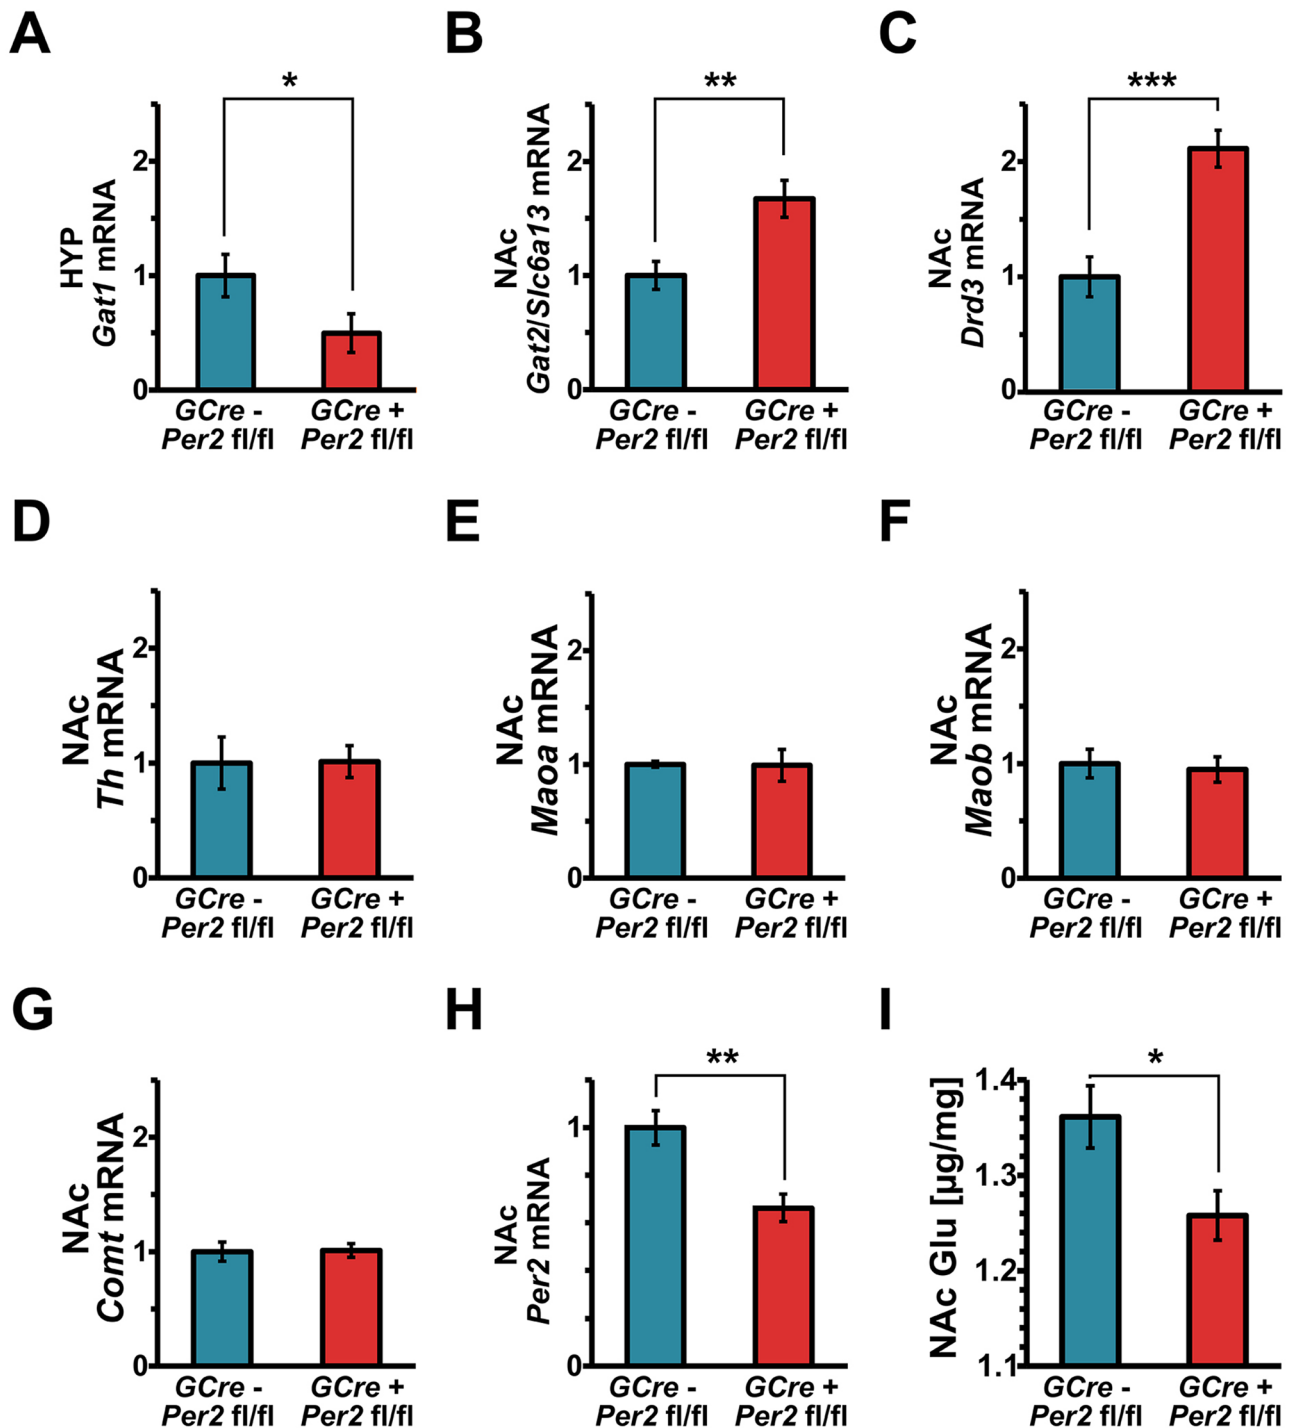 A
*
HYP
Gat1 mRNA
2
1
0
GCre -
Per2 fl/fl
GCre +
Per2 fl/fl
B
**
NAc
Gat2/Slc6a13 mRNA
2
1
0
GCre -
Per2 fl/fl
GCre +
Per2 fl/fl
C
***
NAc
Drd3 mRNA
2
1
0
GCre -
Per2 fl/fl
GCre +
Per2 fl/fl
D
NAc
Th mRNA
2
1
0
GCre -
Per2 fl/fl
GCre +
Per2 fl/fl
E
NAc
Maoa mRNA
2
1
0
GCre -
Per2 fl/fl
GCre +
Per2 fl/fl
F
NAc
Maob mRNA
2
1
0
GCre -
Per2 fl/fl
GCre +
Per2 fl/fl
G
NAc
Comt mRNA
2
1
0
GCre -
Per2 fl/fl
GCre +
Per2 fl/fl
H
**
NAc
Per2 mRNA
1
0
GCre -
Per2 fl/fl
GCre +
Per2 fl/fl
I
*
NAc Glu [µg/mg]
1.4
1.3
1.2
1.1
GCre -
Per2 fl/fl
GCre +
Per2 fl/fl